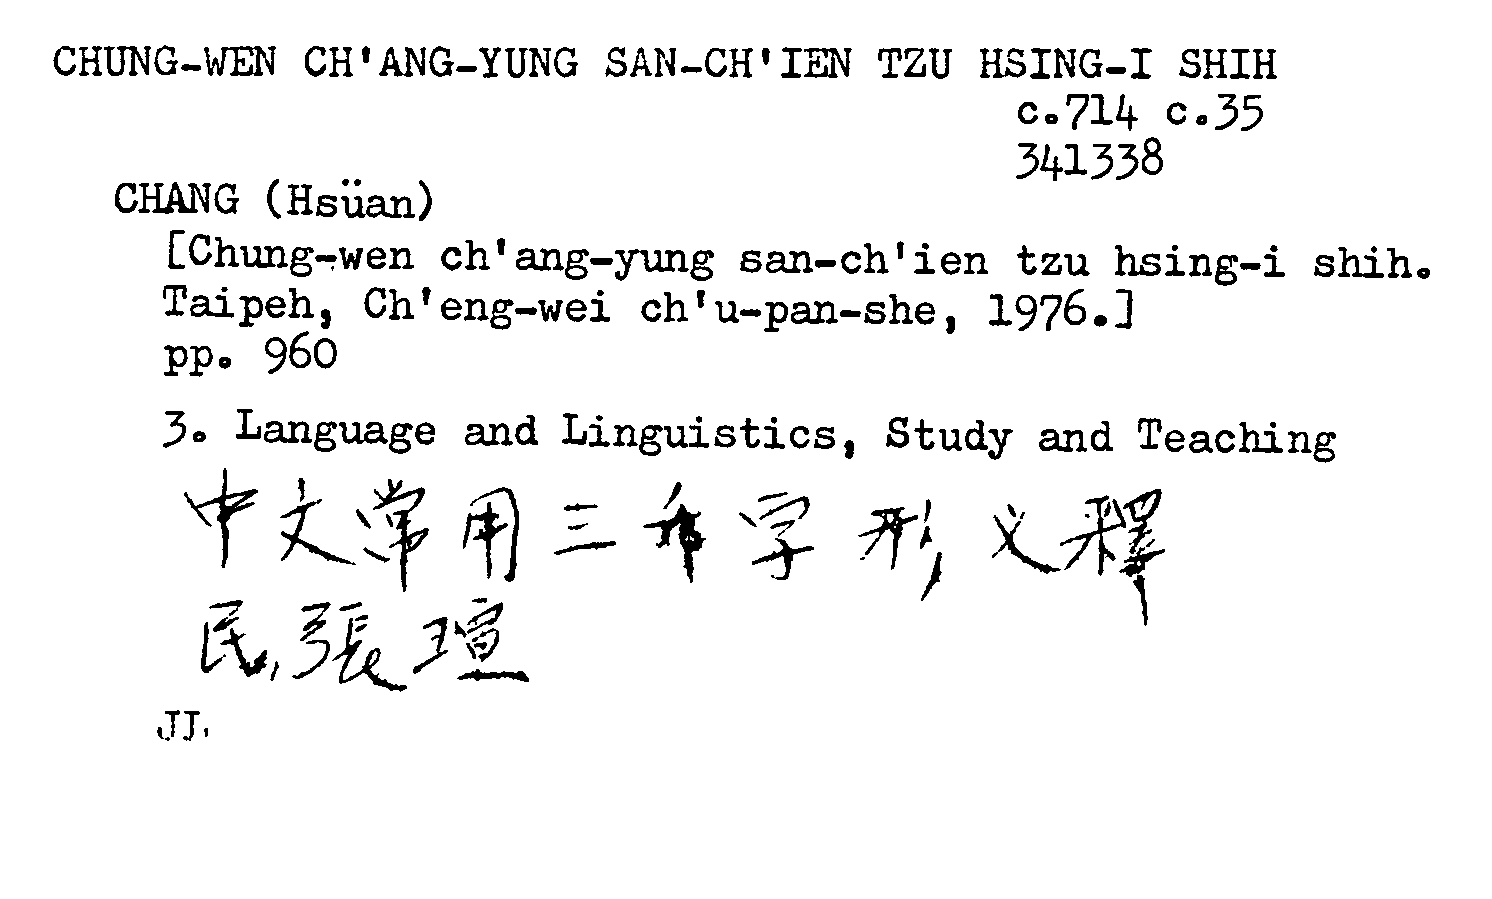 CHUNG-WEN CH'ANG-YUNG SAN-CH'IEN TZU HSING-I SHIH
c.714 c.35
341338
CHANG (Hsüan)
[Chung-wen ch'ang-yung san-ch'ien tzu hsing-i shih.
Taipeh, Ch'eng-wei ch'u-pan-she, 1976.]
pp. 960
3. Language and Linguistics, Study and Teaching
中文常用三千字形义釋
民,張瑄
JJ.